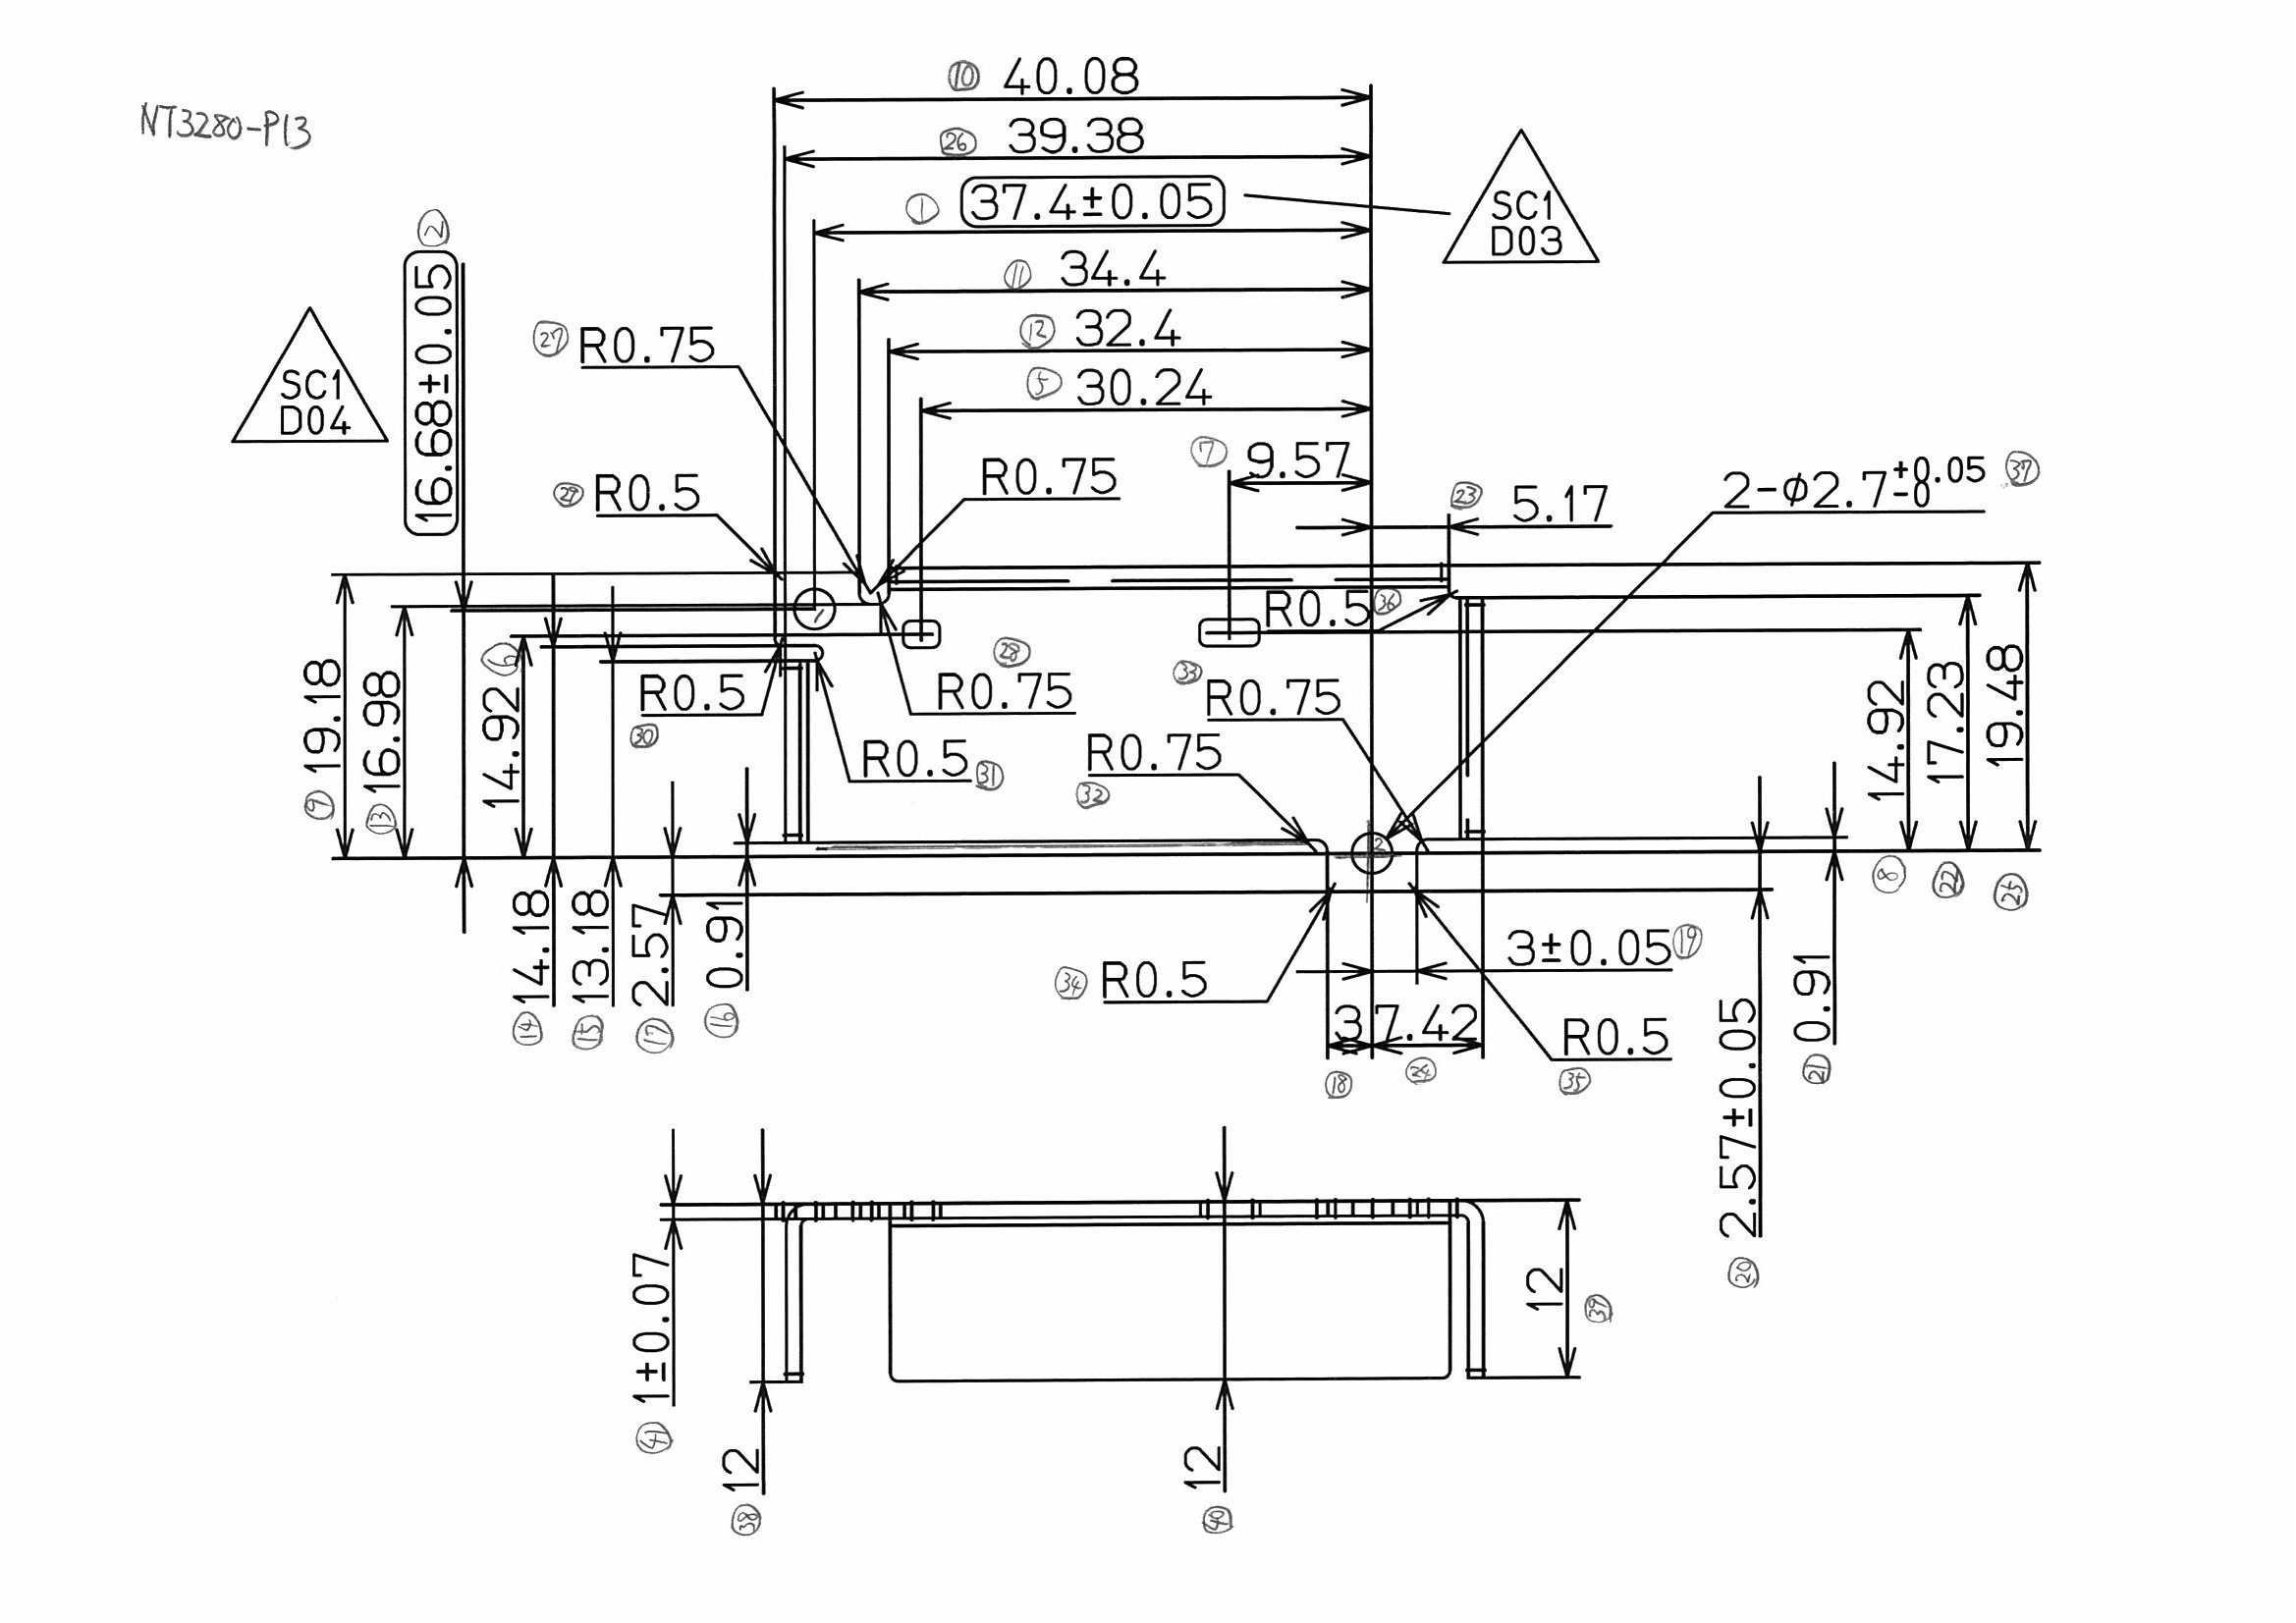 NT3280-P13
⑩ 40.08
㉖ 39.38
① 37.4±0.05
SC1
D03
⑪ 34.4
⑫ 32.4
⑤ 30.24
⑦ 9.57
② 16.68±0.05
SC1
D04
㉗ R0.75
㉙ R0.5
R0.75
㉓ 5.17
2-φ2.7 +0.05 -0 ㊲
R0.5 ㊱
1
⑨ 19.18
⑬ 16.98
⑥ 14.92
R0.5
㉚
㉘
R0.75
R0.5 ㉛
㉝
R0.75
R0.75
㉜
2
14.92
⑧
17.23
㉒
19.48
㉕
14.18
⑭
13.18
⑮
2.57
⑰
0.91
⑯
㉞ R0.5
3±0.05 ⑲
3
⑱
7.42
㉔
R0.5
㉟
2.57±0.05
⑳
0.91
㉑
1±0.07
㊶
12
㊳
12
㊵
12
㊴